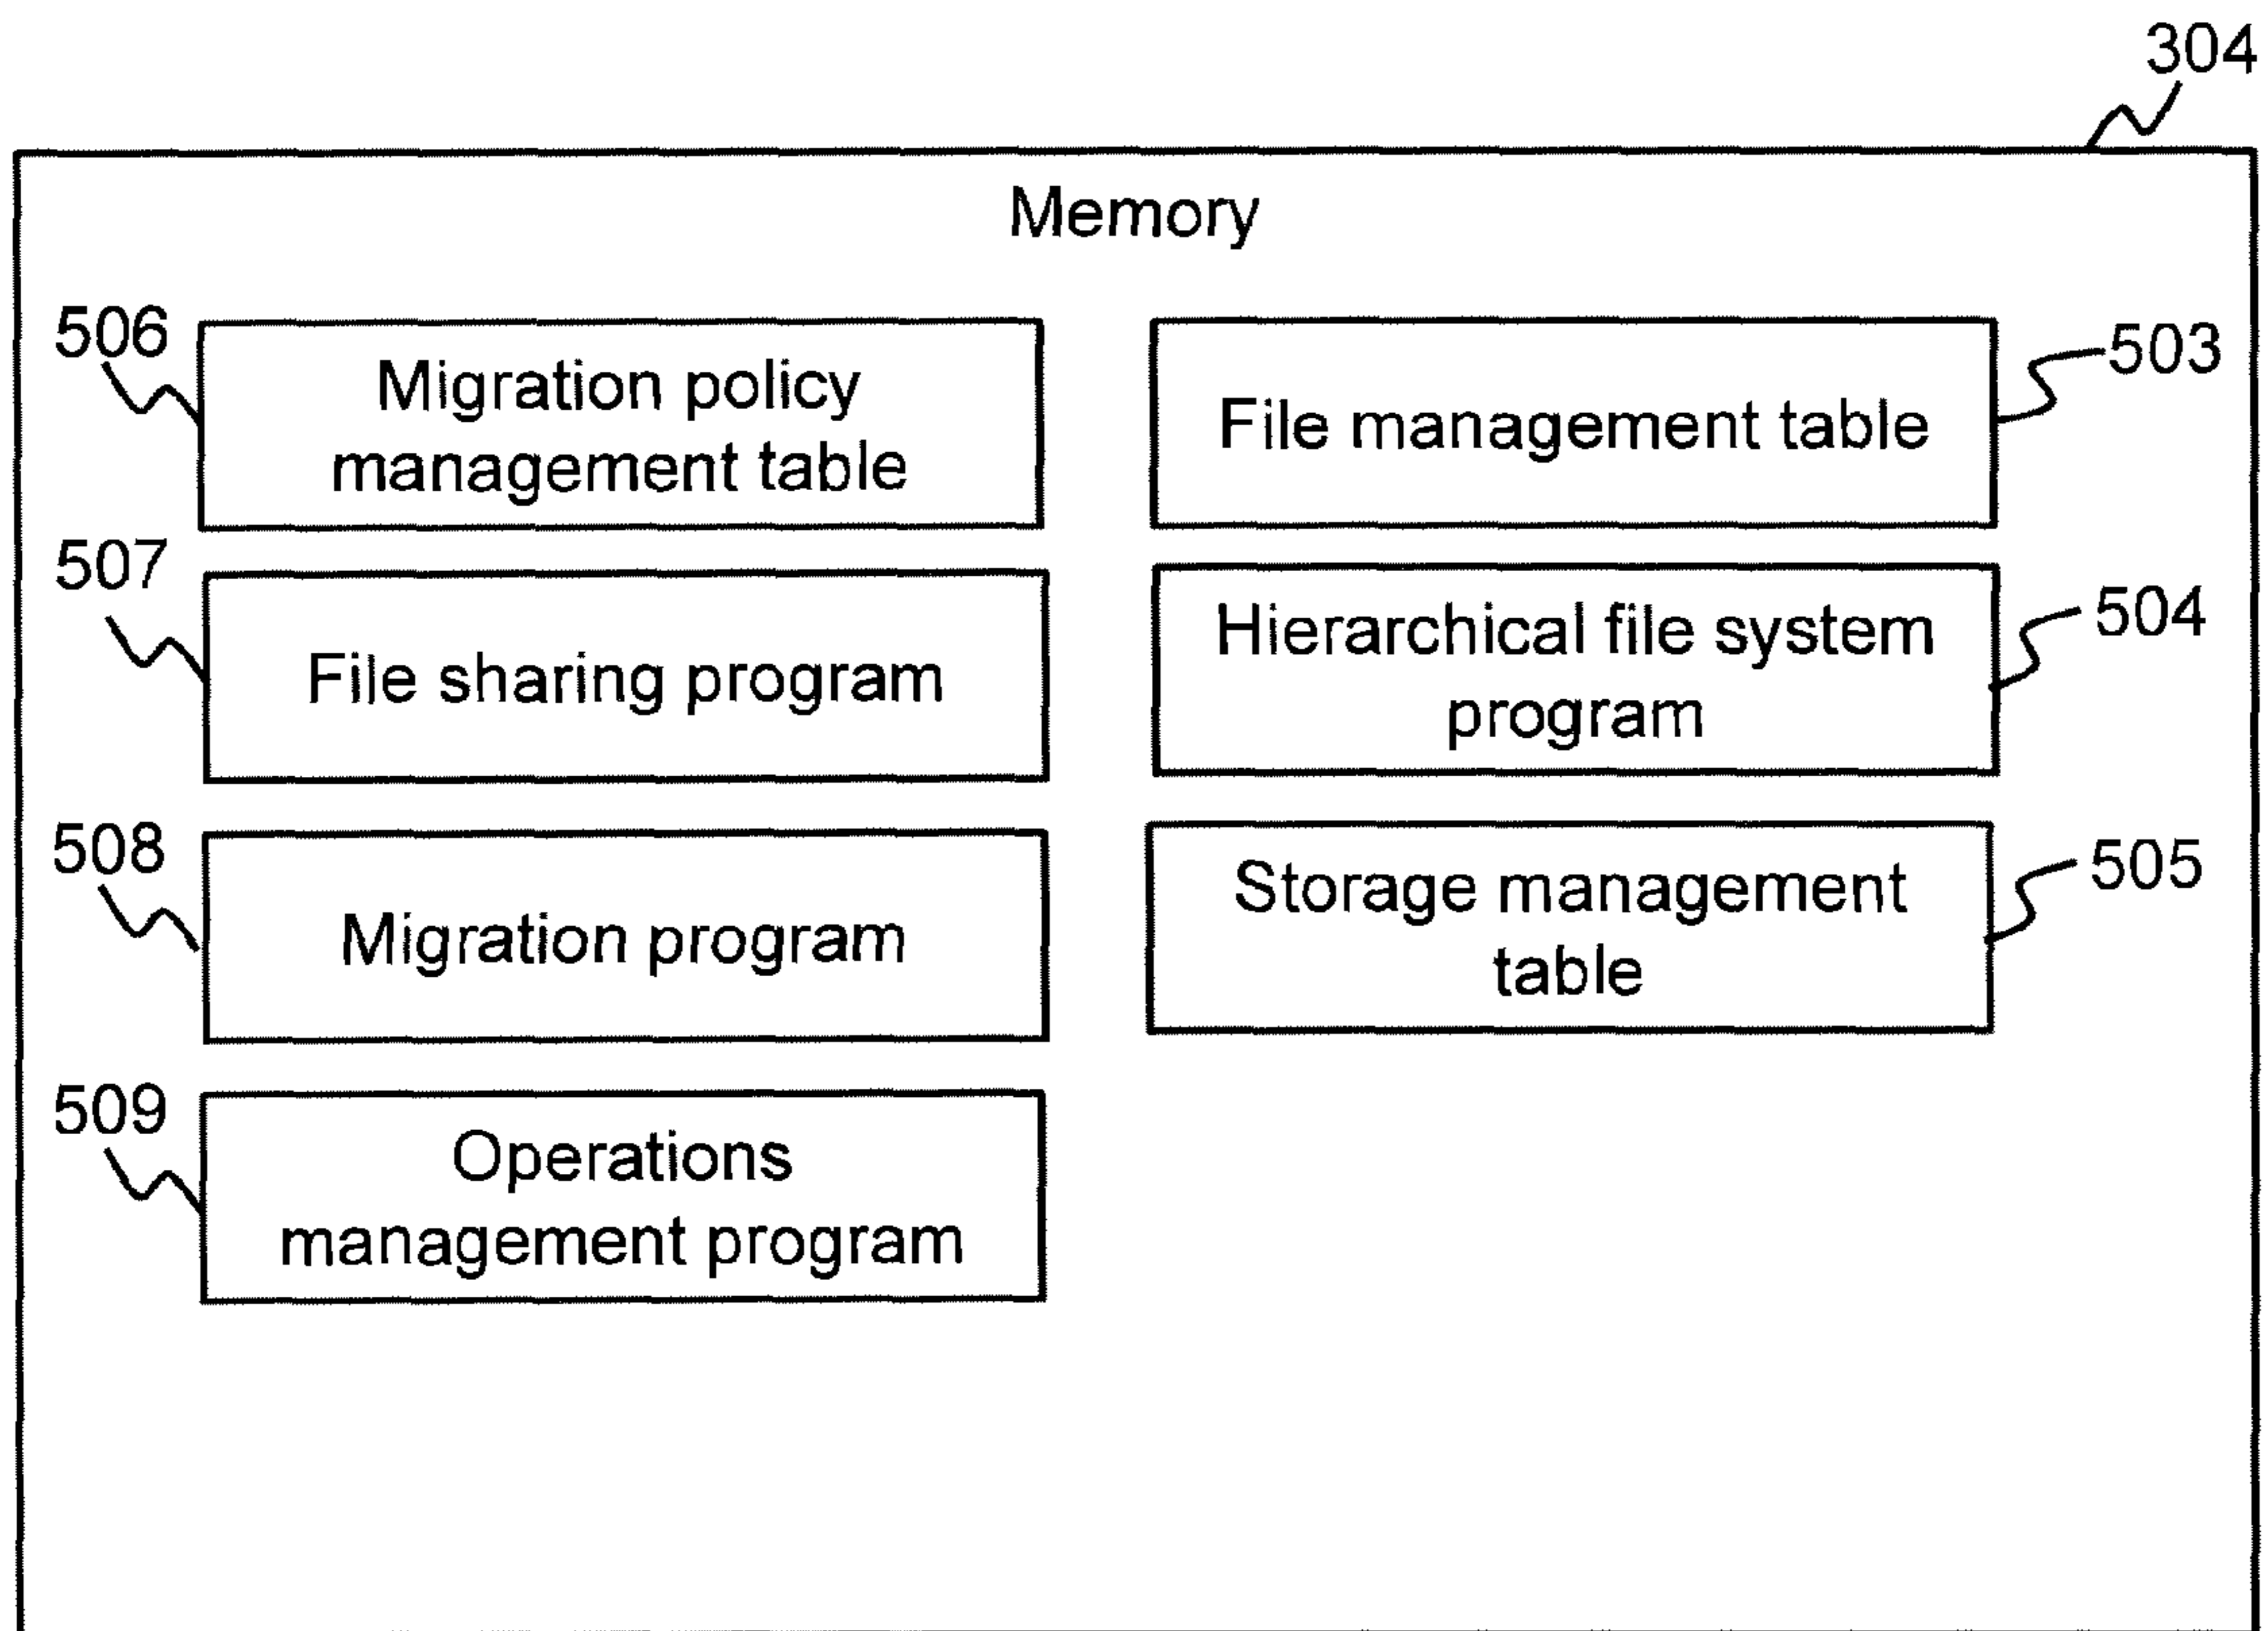 304
Memory
506
Migration policy
management table
503
File management table
507
File sharing program
504
Hierarchical file system
program
508
Migration program
505
Storage management
table
509
Operations
management program